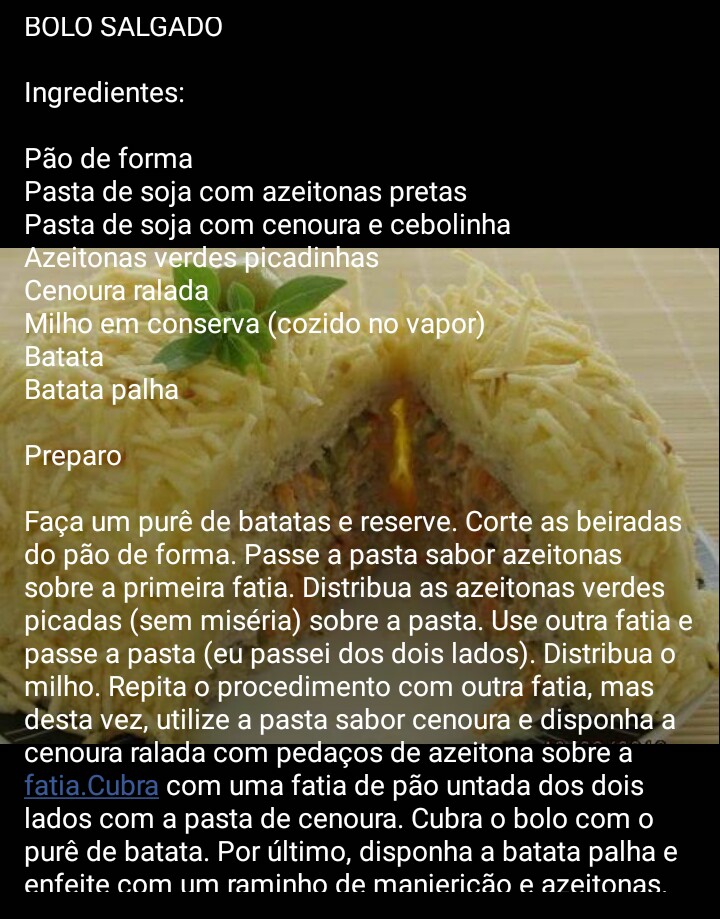 BOLO SALGADO
Ingredientes:
Pão de forma
Pasta de soja com azeitonas pretas
Pasta de soja com cenoura e cebolinha
Azeitonas verdes picadinhas
Cenoura ralada
Milho em conserva (cozido no vapor)
Batata
Batata palha
Preparo
Faça um purê de batatas e reserve. Corte as beiradas
do pão de forma. Passe a pasta sabor azeitonas
sobre a primeira fatia. Distribua as azeitonas verdes
picadas (sem miséria) sobre a pasta. Use outra fatia e
passe a pasta (eu passei dos dois lados). Distribua o
milho. Repita o procedimento com outra fatia, mas
desta vez, utilize a pasta sabor cenoura e disponha a
cenoura ralada com pedaços de azeitona sobre a
fatia.Cubra com uma fatia de pão untada dos dois
lados com a pasta de cenoura. Cubra o bolo com o
purê de batata. Por último, disponha a batata palha e
enfeite com um raminho de manjericão e azeitonas.